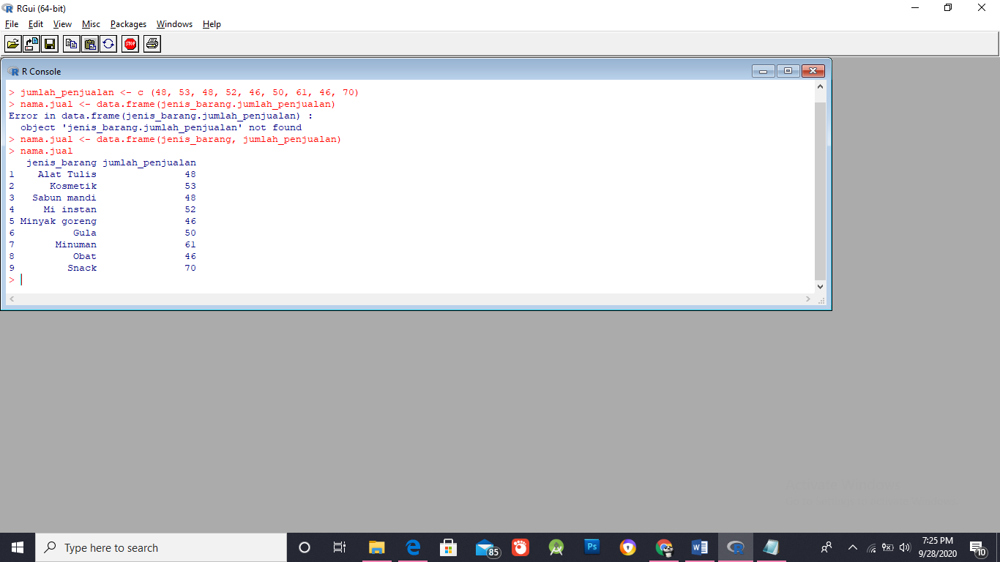 RGui (64-bit)
File Edit View Misc Packages Windows Help
STOP
R Console
> jumlah_penjualan <- c (48, 53, 48, 52, 46, 50, 61, 46, 70)
> nama.jual <- data.frame(jenis_barang.jumlah_penjualan)
Error in data.frame(jenis_barang.jumlah_penjualan) :
  object 'jenis_barang.jumlah_penjualan' not found
> nama.jual <- data.frame(jenis_barang, jumlah_penjualan)
> nama.jual
   jenis_barang jumlah_penjualan
1    Alat Tulis               48
2      Kosmetik               53
3   Sabun mandi               48
4     Mi instan               52
5 Minyak goreng               46
6          Gula               50
7       Minuman               61
8          Obat               46
9         Snack               70
>
Type here to search
85
Ps
7:25 PM
9/28/2020
10